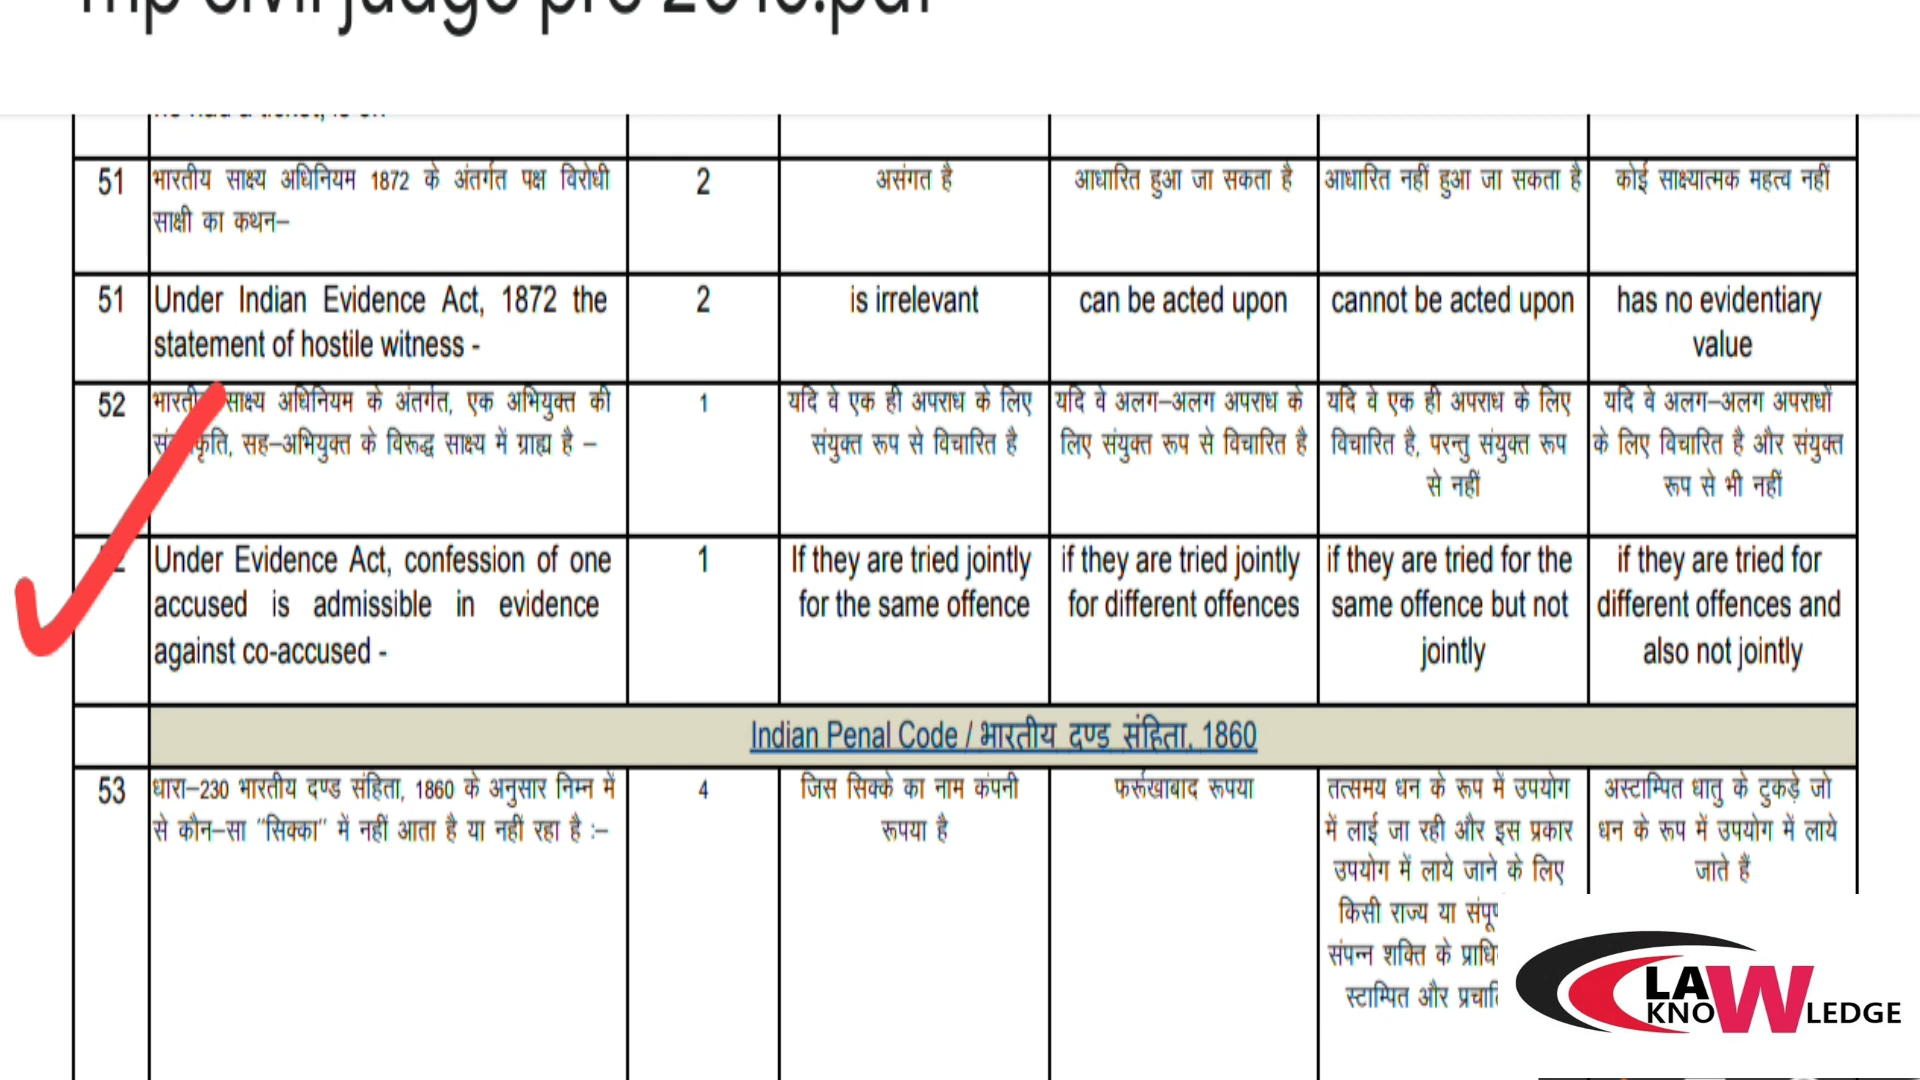 mp civil judge pre
51 भारतीय साक्ष्य अधिनियम 1872 के अंतर्गत पक्ष विरोधी साक्षी का कथन– 2 असंगत है आधारित हुआ जा सकता है आधारित नहीं हुआ जा सकता है कोई साक्ष्यात्मक महत्व नहीं
51 Under Indian Evidence Act, 1872 the statement of hostile witness - 2 is irrelevant can be acted upon cannot be acted upon has no evidentiary value
52 साक्ष्य अधिनियम के अंतर्गत, एक अभियुक्त की सह–अभियुक्त के विरूद्ध साक्ष्य में ग्राह्य है – 1 यदि वे एक ही अपराध के लिए संयुक्त रूप से विचारित है यदि वे अलग–अलग अपराध के लिए संयुक्त रूप से विचारित है यदि वे एक ही अपराध के लिए विचारित है, परन्तु संयुक्त रूप से नहीं यदि वे अलग–अलग अपराधों के लिए विचारित है और संयुक्त रूप से भी नहीं
Under Evidence Act, confession of one accused is admissible in evidence against co-accused - 1 If they are tried jointly for the same offence if they are tried jointly for different offences if they are tried for the same offence but not jointly if they are tried for different offences and also not jointly
Indian Penal Code / भारतीय दण्ड संहिता, 1860
53 धारा–230 भारतीय दण्ड संहिता, 1860 के अनुसार निम्न में से कौन–सा "सिक्का" में नहीं आता है या नहीं रहा है :– 4 जिस सिक्के का नाम कंपनी रूपया है फर्रूखाबाद रूपया तत्समय धन के रूप में उपयोग में लाई जा रही और इस प्रकार उपयोग में लाये जाने के लिए किसी राज्य या संपन्न शक्ति के स्टाम्पित और अस्टाम्पित धातु के टुकड़े जो धन के रूप में उपयोग में लाये जाते हैं
LAW KNOWLEDGE